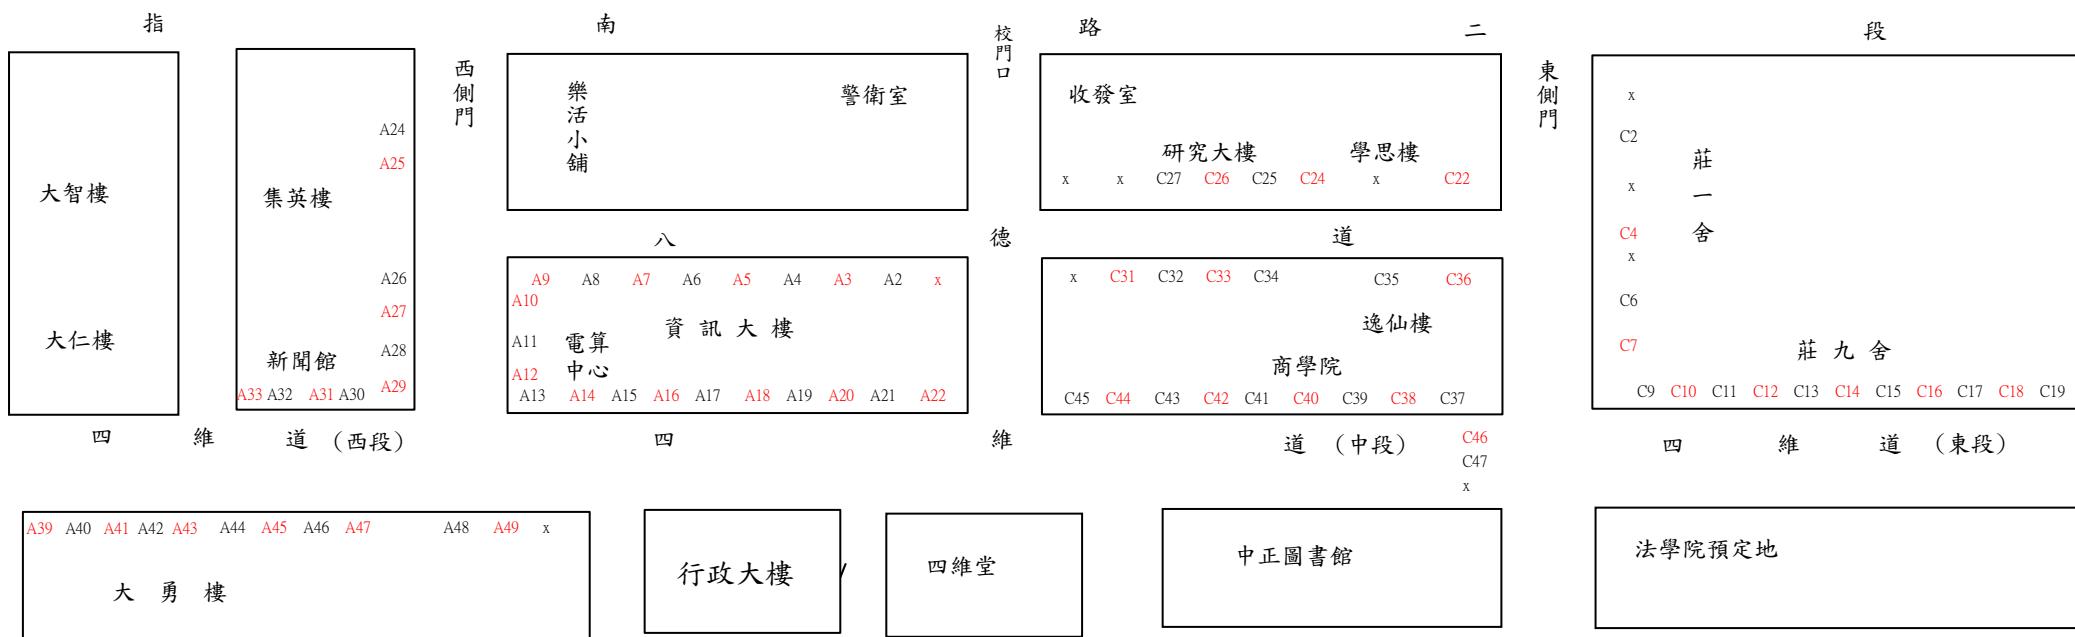 指 南 路 二 段
西側門
校門口
東側門
樂活小舖
警衛室
收發室
研究大樓
學思樓
x x C27 C26 C25 C24 x C22
A24
A25
集英樓
A26
A27
A28
A29
新聞館
A33 A32 A31 A30
大智樓
大仁樓
x
C2
x
C4
x
C6
C7
莊一舍
莊九舍
C9 C10 C11 C12 C13 C14 C15 C16 C17 C18 C19
八 德 道
A9 A8 A7 A6 A5 A4 A3 A2 x
A10
A11
A12
電算
中心
資訊大樓
A13 A14 A15 A16 A17 A18 A19 A20 A21 A22
x C31 C32 C33 C34 C35 C36
逸仙樓
商學院
C45 C44 C43 C42 C41 C40 C39 C38 C37
四 維 道（西段）
四 維 道（中段）
四 維 道（東段）
C46
C47
x
A39 A40 A41 A42 A43 A44 A45 A46 A47 A48 A49 x
大勇樓
行政大樓
四維堂
中正圖書館
法學院預定地